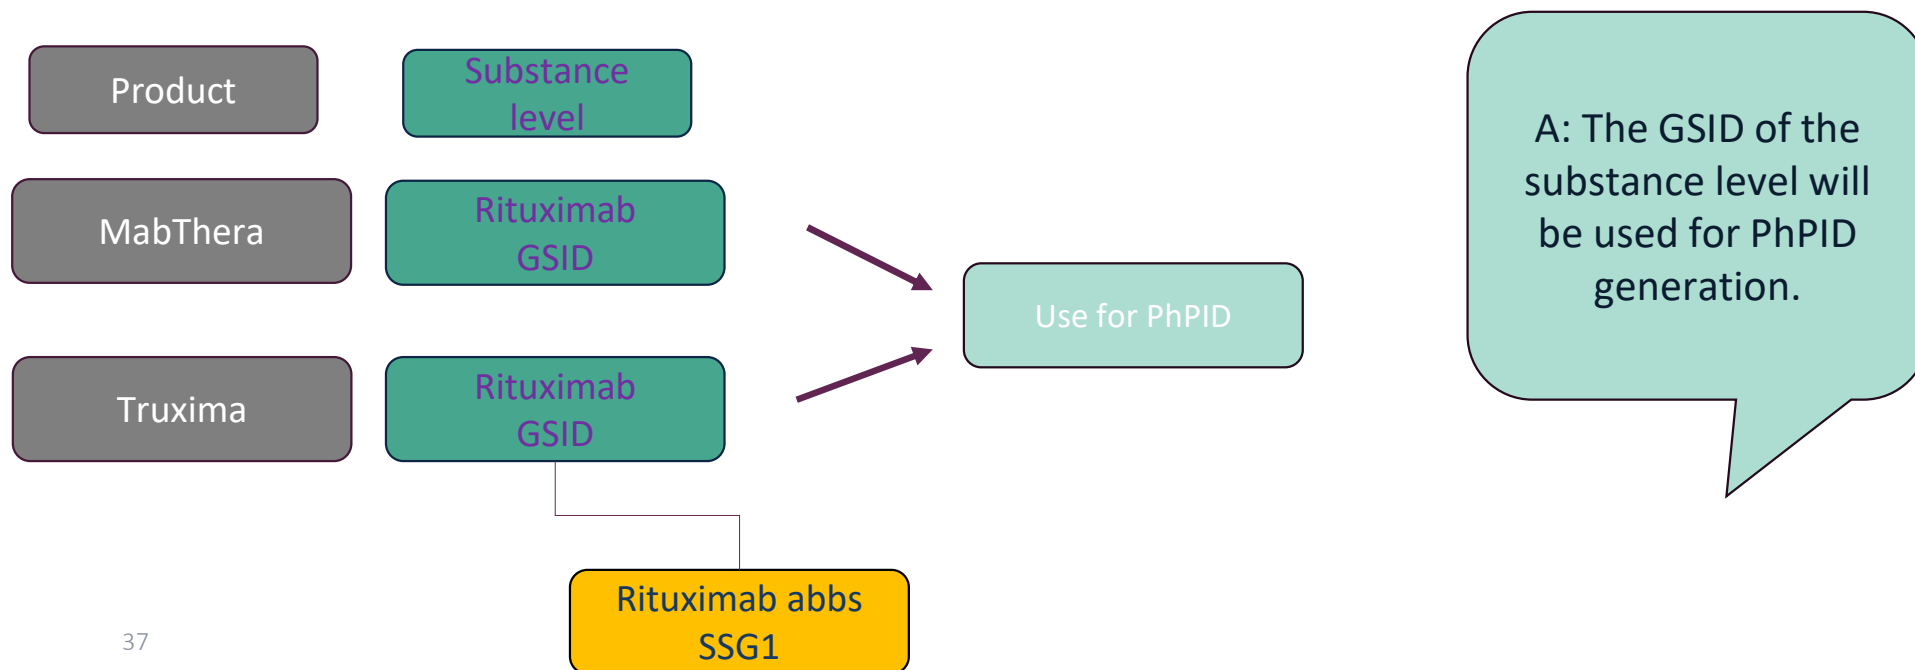 Product
Substance
level
MabThera
Rituximab
GSID
Truxima
Rituximab
GSID
Use for PhPID
Rituximab abbs
SSG1
A: The GSID of the
substance level will
be used for PhPID
generation.
37